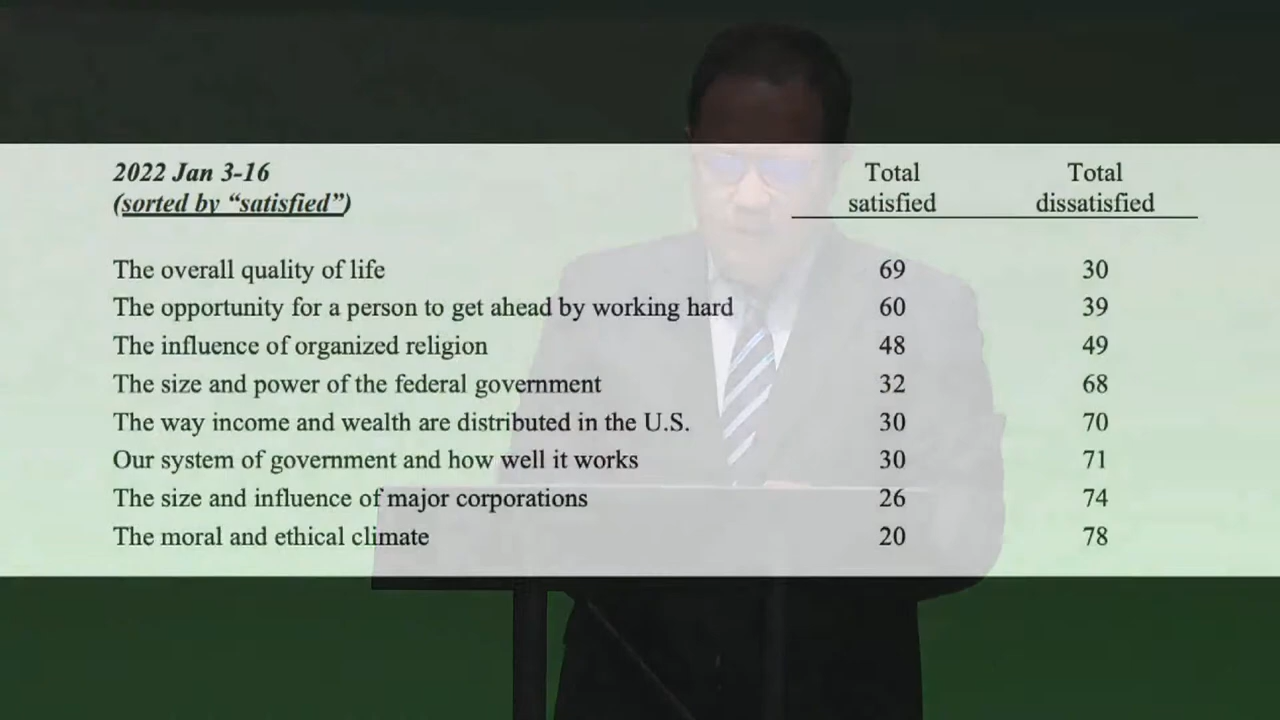 2022 Jan 3-16 Total Total
(sorted by “satisfied”) satisfied dissatisfied
The overall quality of life 69 30
The opportunity for a person to get ahead by working hard 60 39
The influence of organized religion 48 49
The size and power of the federal government 32 68
The way income and wealth are distributed in the U.S. 30 70
Our system of government and how well it works 30 71
The size and influence of major corporations 26 74
The moral and ethical climate 20 78